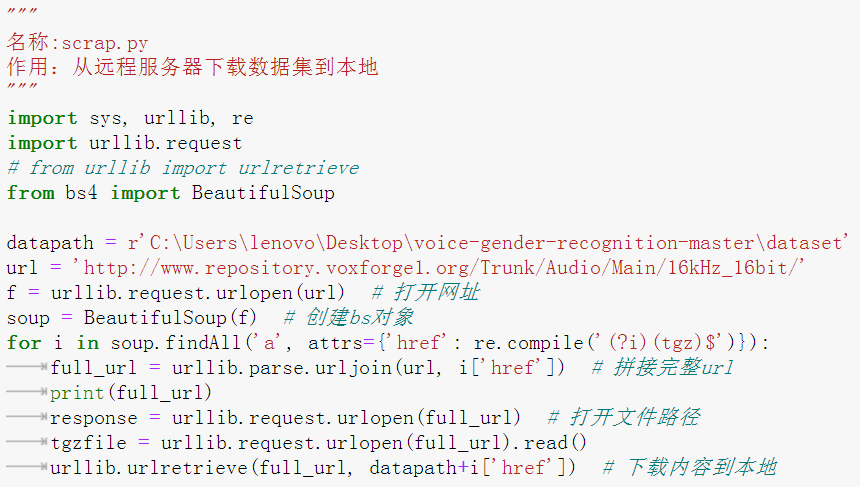 """
名称:scrap.py
作用：从远程服务器下载数据集到本地
"""
import sys, urllib, re
import urllib.request
# from urllib import urlretrieve
from bs4 import BeautifulSoup
datapath = r'C:\Users\lenovo\Desktop\voice-gender-recognition-master\dataset'
url = 'http://www.repository.voxforge1.org/Trunk/Audio/Main/16kHz_16bit/'
f = urllib.request.urlopen(url)  # 打开网址
soup = BeautifulSoup(f)  # 创建bs对象
for i in soup.findAll('a', attrs={'href': re.compile('(?i)(tgz)$')}):
full_url = urllib.parse.urljoin(url, i['href'])  # 拼接完整url
print(full_url)
response = urllib.request.urlopen(full_url)  # 打开文件路径
tgzfile = urllib.request.urlopen(full_url).read()
urllib.urlretrieve(full_url, datapath+i['href'])  # 下载内容到本地